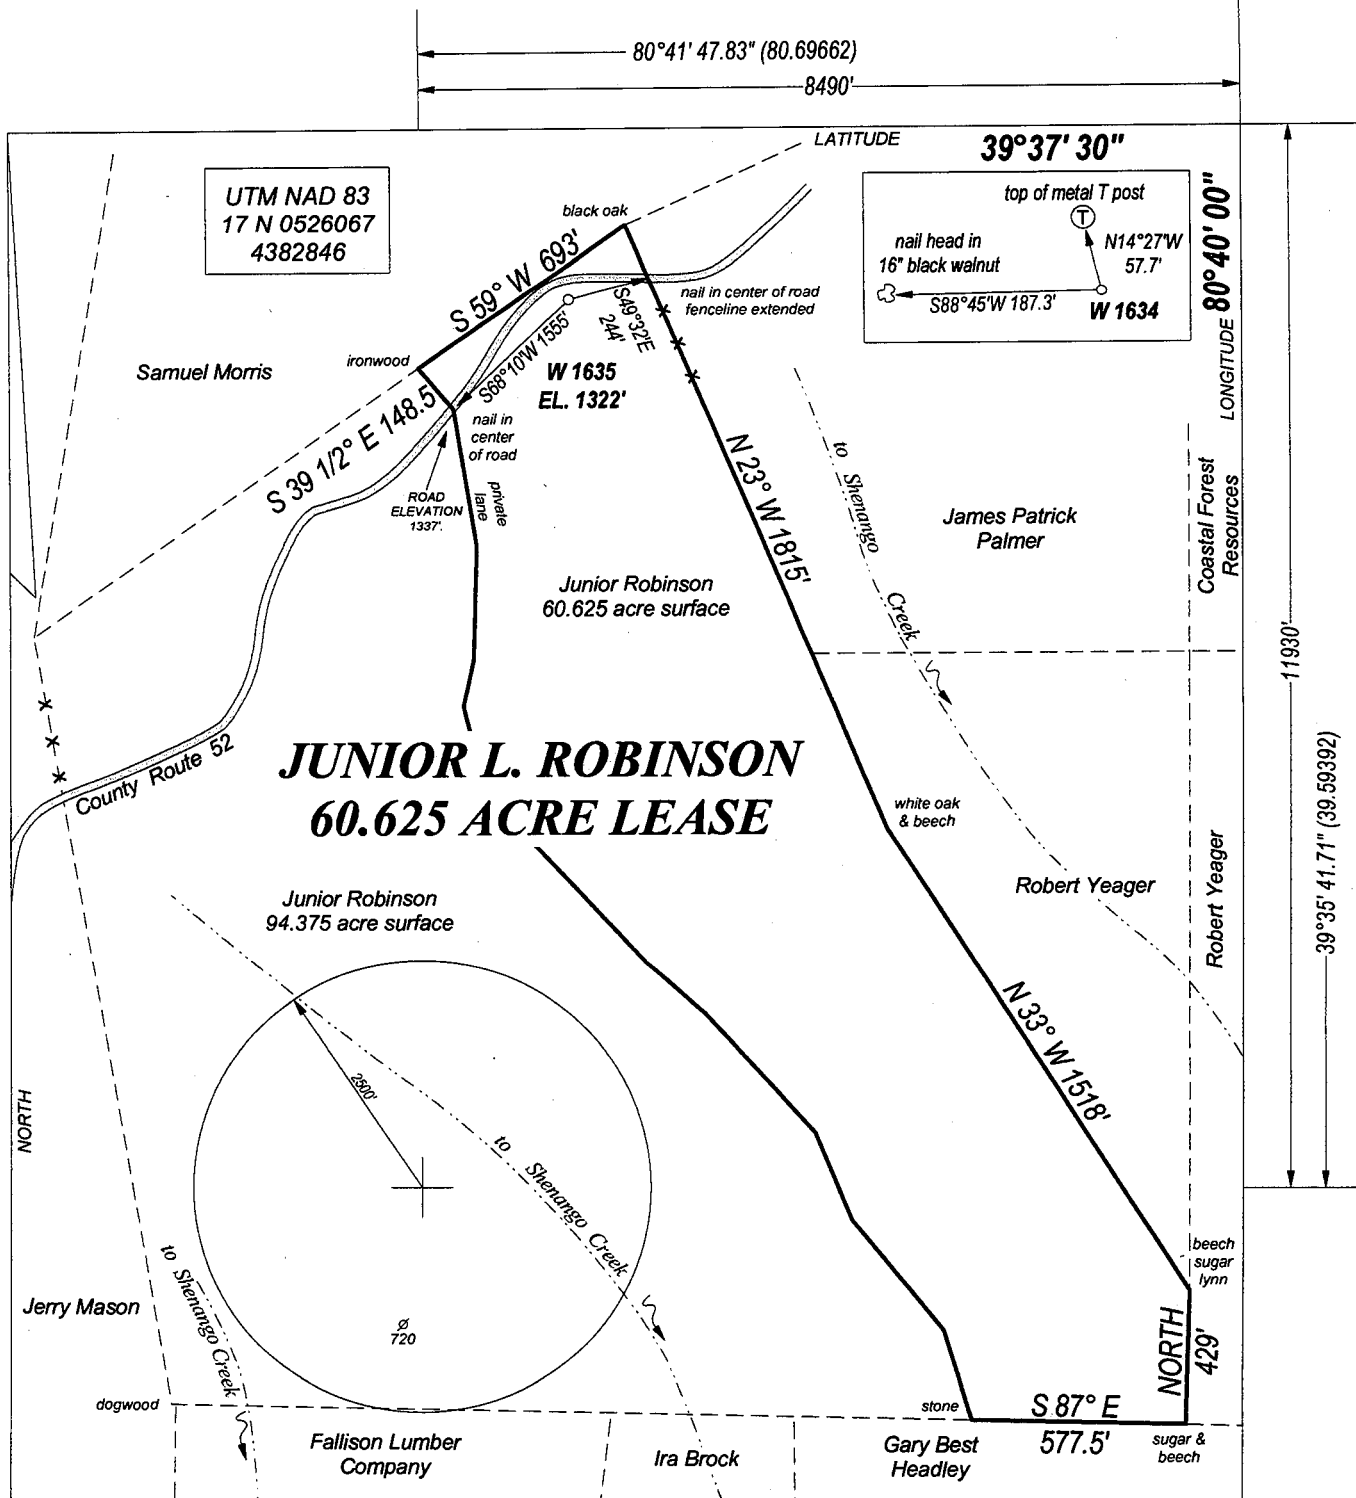 80°41' 47.83" (80.69662)
8490'
LATITUDE
39°37' 30"
UTM NAD 83
17 N 0526067
4382846
black oak
top of metal T post
T
nail head in
16" black walnut
N14°27'W
57.7'
S88°45'W 187.3'
W 1634
LONGITUDE 80°40' 00"
S 59° W 693'
nail in center of road
fenceline extended
S49°32'E
244'
S68°10'W 1555'
ironwood
Samuel Morris
W 1635
EL. 1322'
S 39 1/2° E 148.5'
nail in
center
of road
ROAD
ELEVATION
1337'.
private
lane
N 23° W 1815'
to Shenango Creek
James Patrick
Palmer
Coastal Forest
Resources
Junior Robinson
60.625 acre surface
11930'
County Route 52
JUNIOR L. ROBINSON
60.625 ACRE LEASE
white oak
& beech
39°35' 41.71" (39.59392)
Robert Yeager
Robert Yeager
Junior Robinson
94.375 acre surface
N 33° W 1518'
2500'
NORTH
to Shenango Creek
to Shenango Creek
beech
sugar
lynn
Jerry Mason
Ø
720
NORTH
429'
dogwood
stone
S 87° E
577.5'
Fallison Lumber
Company
Ira Brock
Gary Best
Headley
sugar &
beech